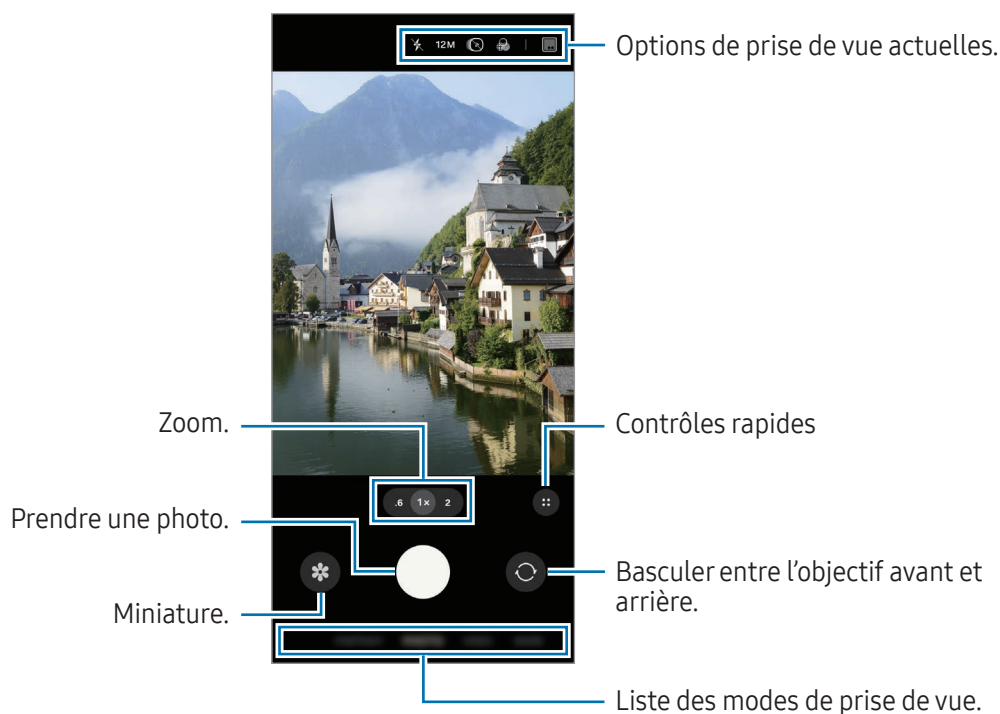 12M
Options de prise de vue actuelles.
Zoom.
Contrôles rapides
.6 1x 2
Prendre une photo.
Basculer entre l'objectif avant et
arrière.
Miniature.
Liste des modes de prise de vue.